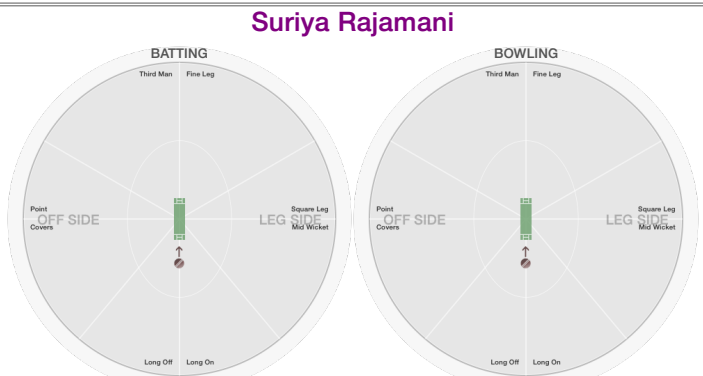 Suriya Rajamani
BATTING
Third Man Fine Leg
Point
OFF SIDE
Covers
Square Leg
LEG SIDE
Mid Wicket
Long Off Long On
BOWLING
Third Man Fine Leg
Point
OFF SIDE
Covers
Square Leg
LEG SIDE
Mid Wicket
Long Off Long On